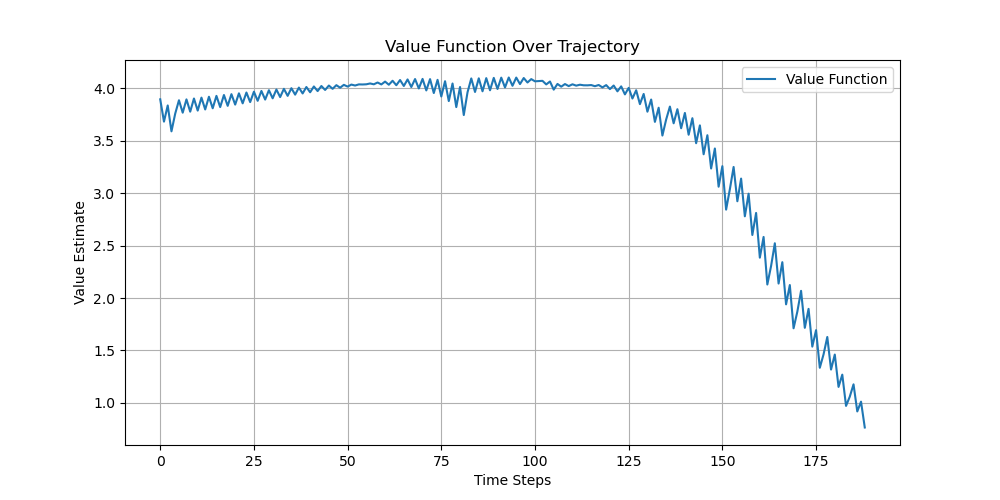 Value Function Over Trajectory
Value Function
Value Estimate
4.0
3.5
3.0
2.5
2.0
1.5
1.0
0 25 50 75 100 125 150 175
Time Steps